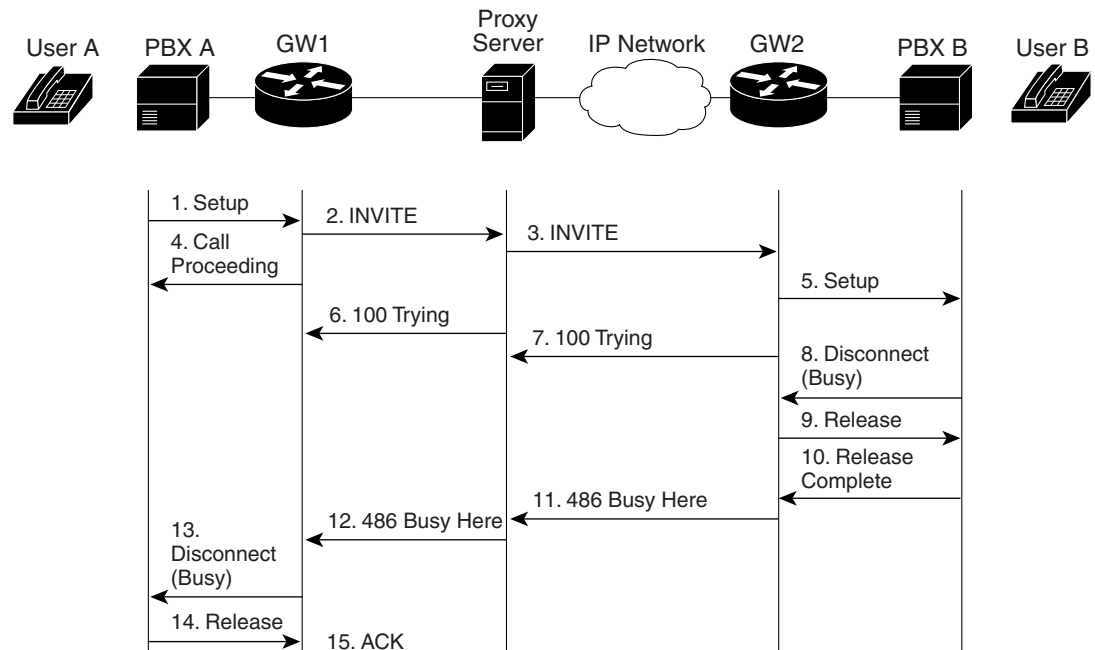 User A
PBX A
GW1
Proxy
Server
IP Network
GW2
PBX B
User B
1. Setup
2. INVITE
3. INVITE
4. Call
Proceeding
5. Setup
6. 100 Trying
7. 100 Trying
8. Disconnect
(Busy)
9. Release
10. Release
Complete
11. 486 Busy Here
12. 486 Busy Here
13.
Disconnect
(Busy)
14. Release
15. ACK